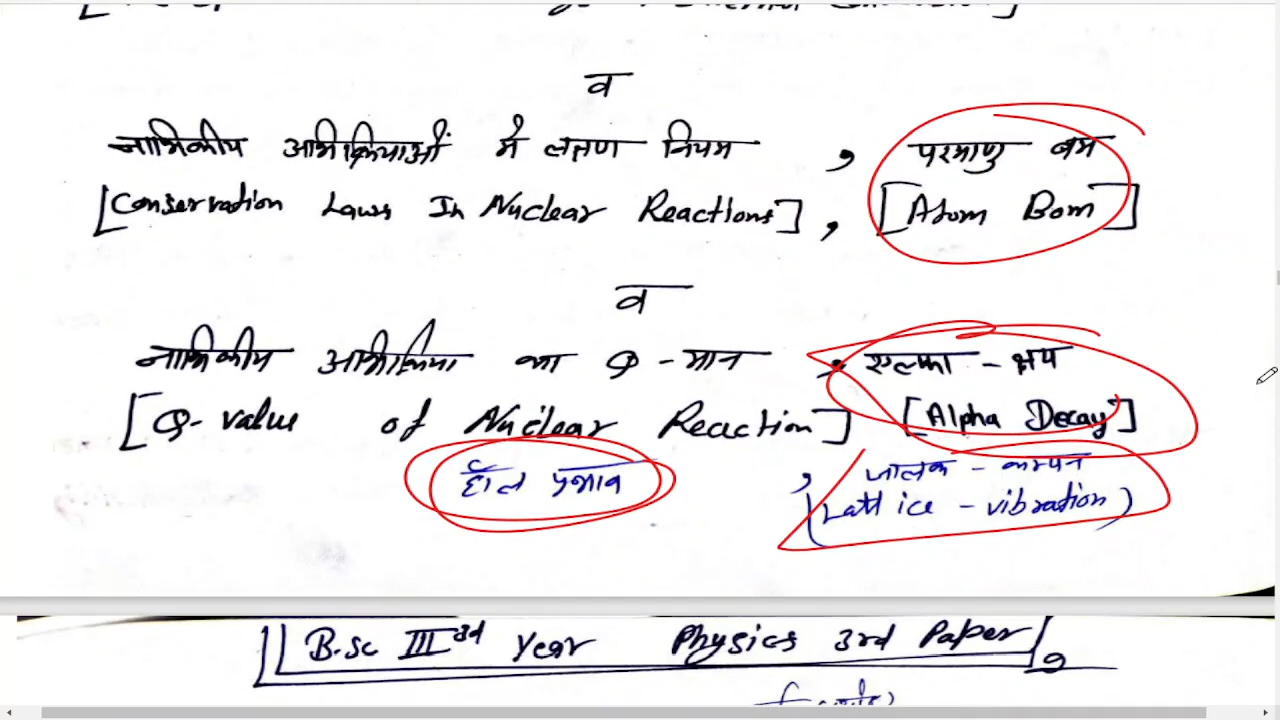 व
नाभिकीय अभिक्रियाओं में लक्षण नियम , परमाणु बम
[Conservation Laws In Nuclear Reactions] , [Atom Bom]
व
नाभिकीय अभिक्रिया का Q-मान , एल्फा - क्षय
[Q-value of Nuclear Reaction] [Alpha Decay]
हॉल प्रभाव , जालक - कम्पन
(Lattice - vibration)
B.Sc III rd Year Physics 3rd Paper